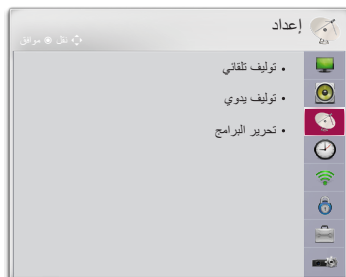 إعداد
نقل موافق
• توليف تلقائي
• توليف يدوي
• تحرير البرامج